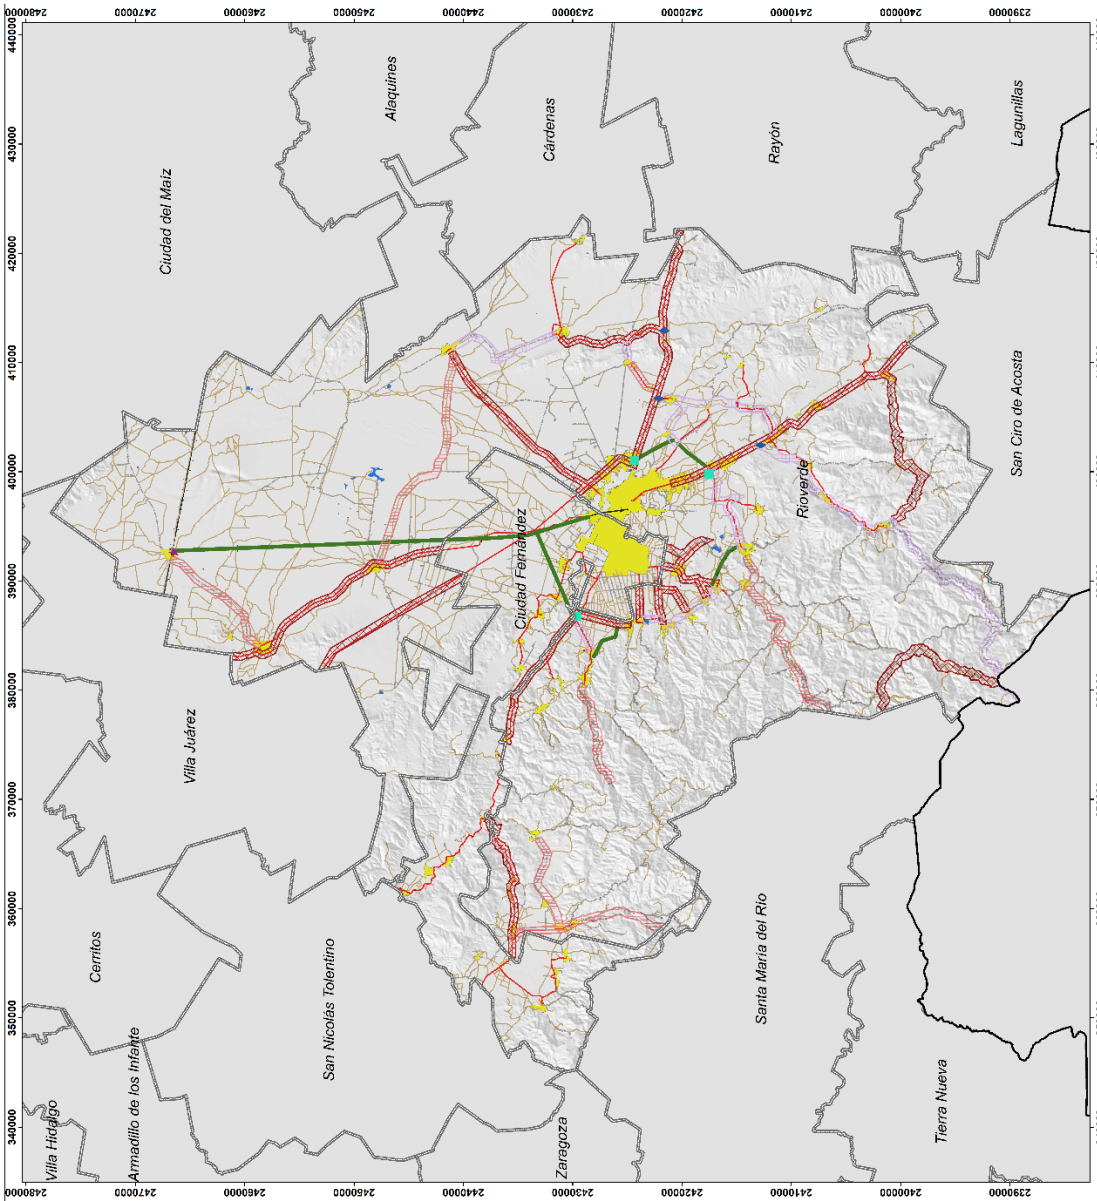 340000
350000
360000
370000
380000
390000
400000
410000
420000
430000
440000
2480000
2470000
2460000
2450000
2440000
2430000
2420000
2410000
2400000
2390000
Villa Hidalgo
Armadillo de los Infante
Cerritos
Villa Juárez
Ciudad del Maíz
San Nicolás Tolentino
Alaquines
Ciudad Fernández
Cárdenas
Zaragoza
Santa María del Río
Rioverde
Rayón
Tierra Nueva
San Ciro de Acosta
Lagunillas